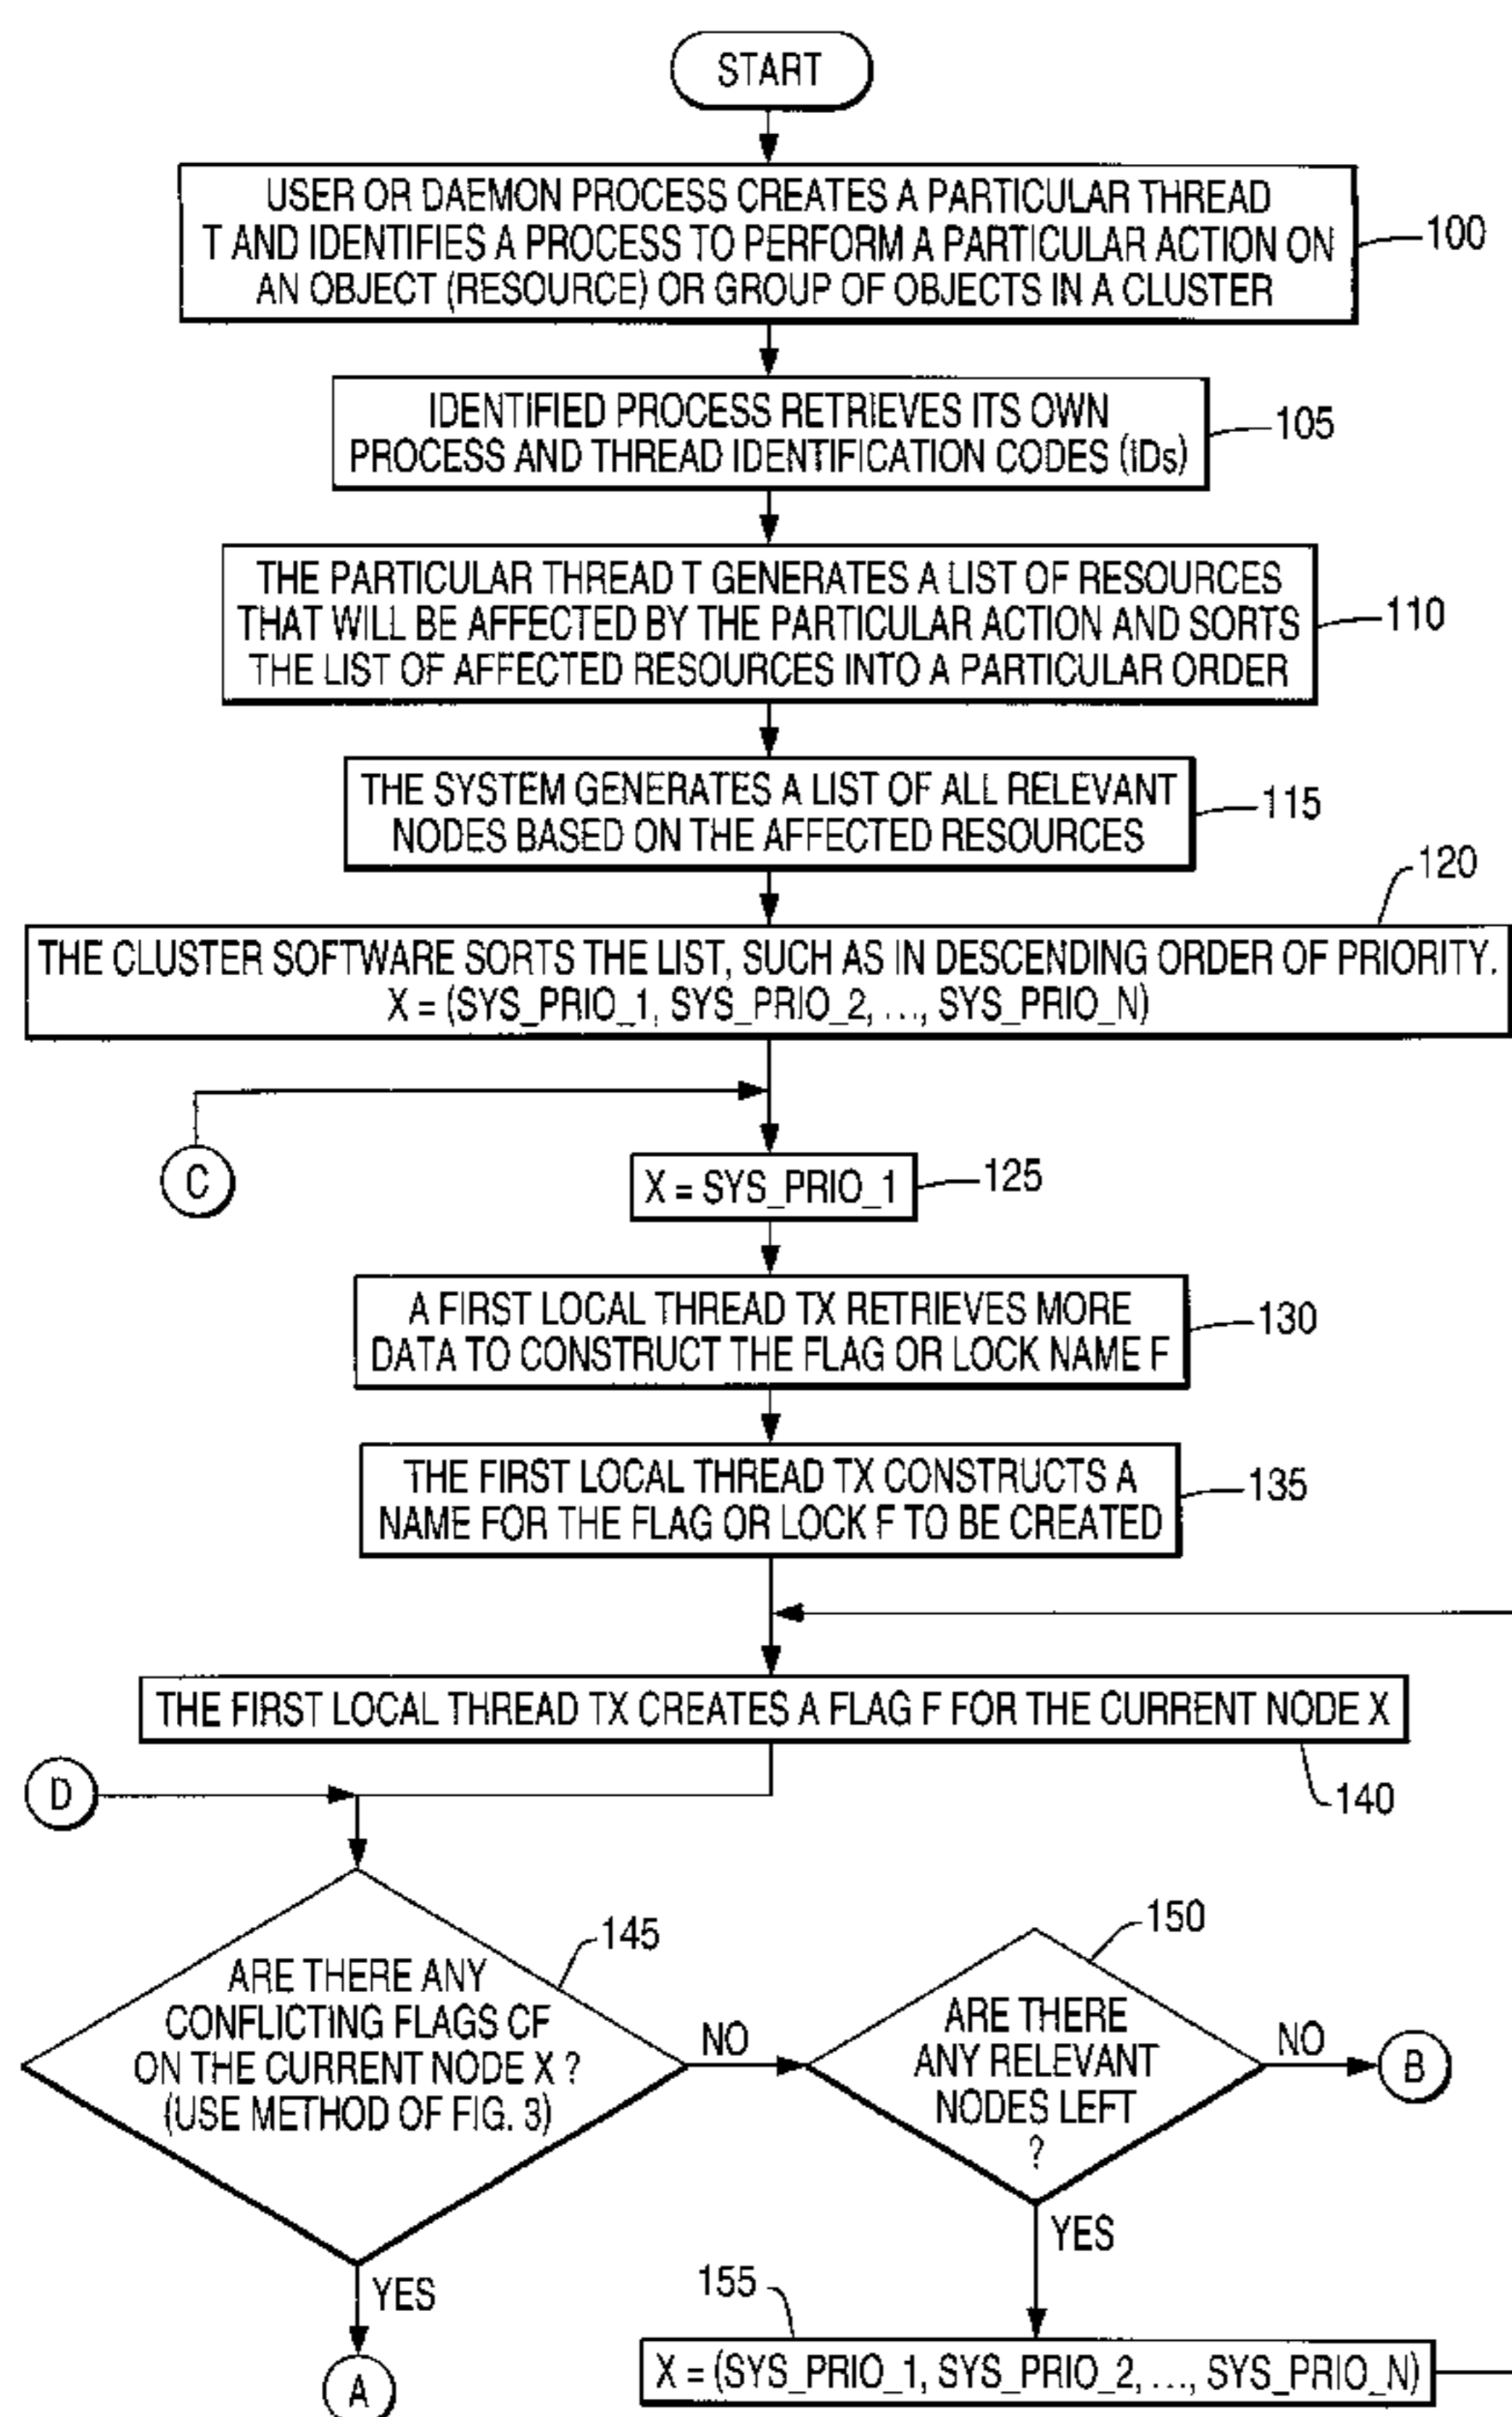 START
USER OR DAEMON PROCESS CREATES A PARTICULAR THREAD
T AND IDENTIFIES A PROCESS TO PERFORM A PARTICULAR ACTION ON
AN OBJECT (RESOURCE) OR GROUP OF OBJECTS IN A CLUSTER
100
IDENTIFIED PROCESS RETRIEVES ITS OWN
PROCESS AND THREAD IDENTIFICATION CODES (IDs)
105
THE PARTICULAR THREAD T GENERATES A LIST OF RESOURCES
THAT WILL BE AFFECTED BY THE PARTICULAR ACTION AND SORTS
THE LIST OF AFFECTED RESOURCES INTO A PARTICULAR ORDER
110
THE SYSTEM GENERATES A LIST OF ALL RELEVANT
NODES BASED ON THE AFFECTED RESOURCES
115
120
THE CLUSTER SOFTWARE SORTS THE LIST, SUCH AS IN DESCENDING ORDER OF PRIORITY.
X = (SYS_PRIO_1, SYS_PRIO_2, ..., SYS_PRIO_N)
C
X = SYS_PRIO_1
125
A FIRST LOCAL THREAD TX RETRIEVES MORE
DATA TO CONSTRUCT THE FLAG OR LOCK NAME F
130
THE FIRST LOCAL THREAD TX CONSTRUCTS A
NAME FOR THE FLAG OR LOCK F TO BE CREATED
135
THE FIRST LOCAL THREAD TX CREATES A FLAG F FOR THE CURRENT NODE X
140
D
ARE THERE ANY
CONFLICTING FLAGS CF
ON THE CURRENT NODE X ?
(USE METHOD OF FIG. 3)
145
NO
YES
A
ARE THERE
ANY RELEVANT
NODES LEFT
?
150
NO
B
YES
155
X = (SYS_PRIO_1, SYS_PRIO_2, ..., SYS_PRIO_N)